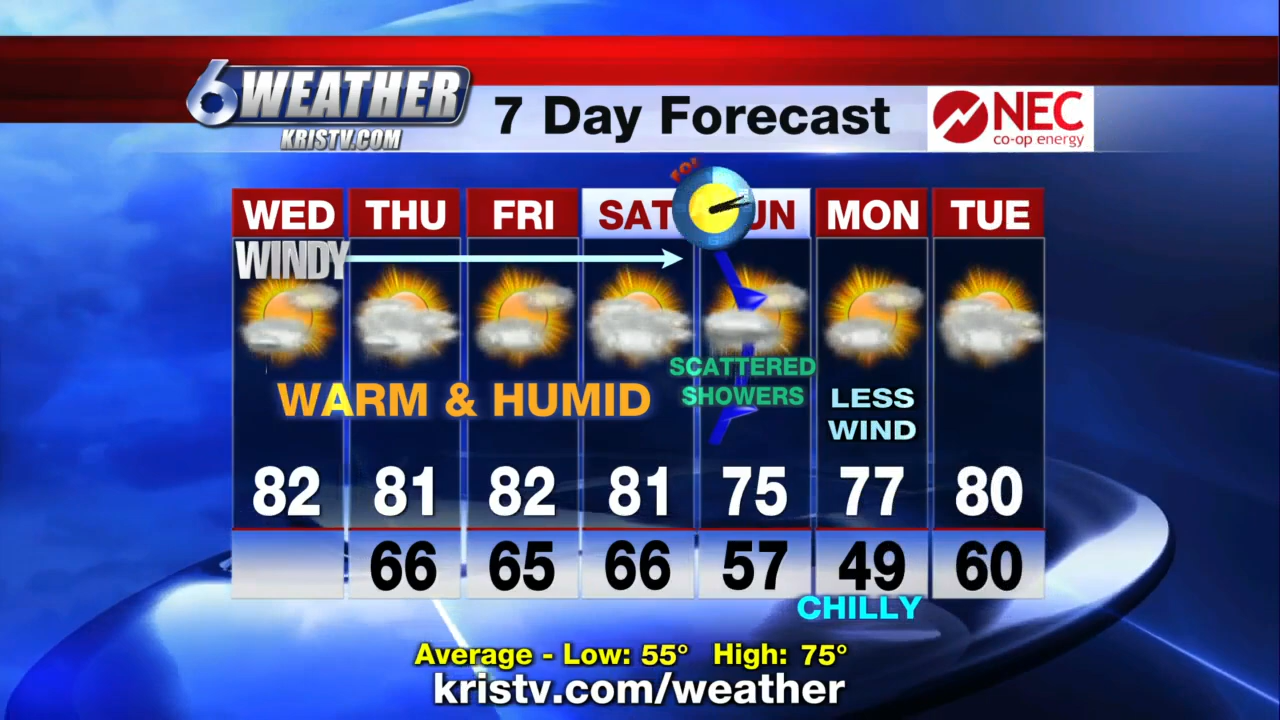 6 WEATHER
KRISTV.COM
7 Day Forecast
NEC
co-op energy
WED THU FRI SAT MON TUE
WINDY
SCATTERED
SHOWERS
WARM & HUMID
LESS
WIND
82 81 82 81 75 77 80
66 65 66 57 49 60
CHILLY
Average - Low: 55° High: 75°
kristv.com/weather